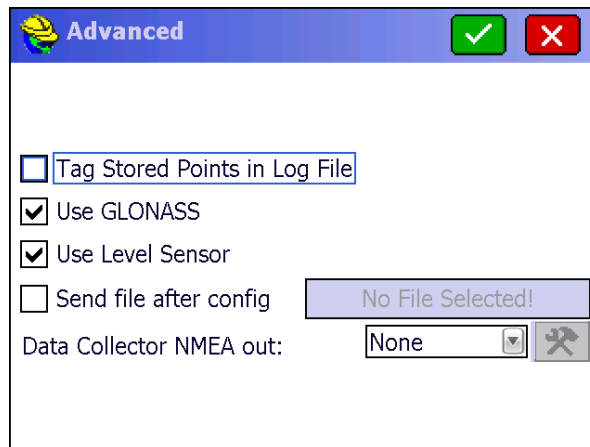 Advanced
Tag Stored Points in Log File
Use GLONASS
Use Level Sensor
Send file after config No File Selected!
Data Collector NMEA out: None